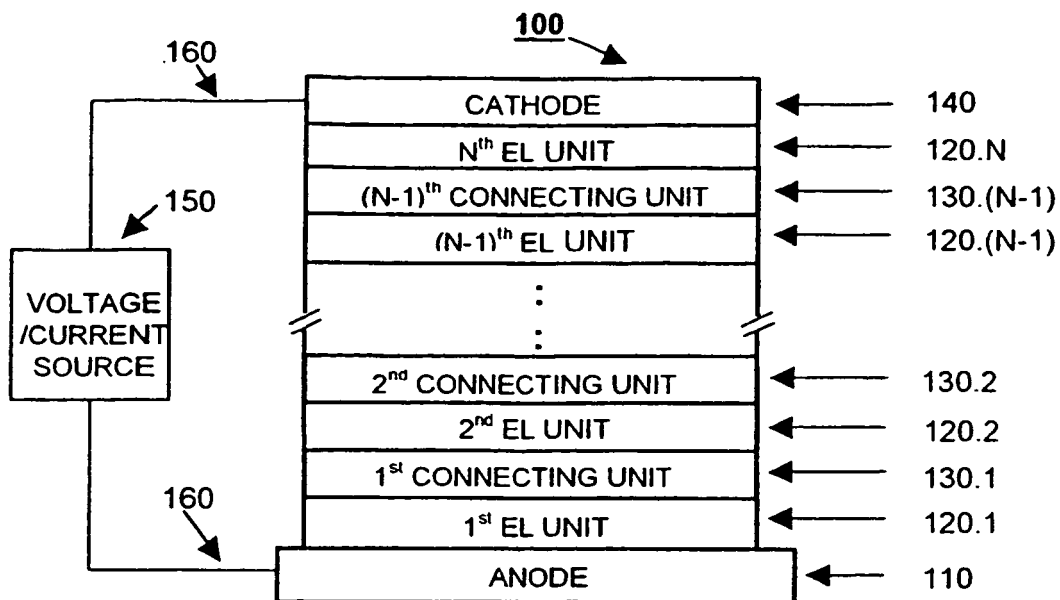 100
160
CATHODE
140
Nth EL UNIT
120.N
(N-1)th CONNECTING UNIT
130.(N-1)
150
(N-1)th EL UNIT
120.(N-1)
VOLTAGE
/CURRENT
SOURCE
2nd CONNECTING UNIT
130.2
2nd EL UNIT
120.2
1st CONNECTING UNIT
130.1
160
1st EL UNIT
120.1
ANODE
110